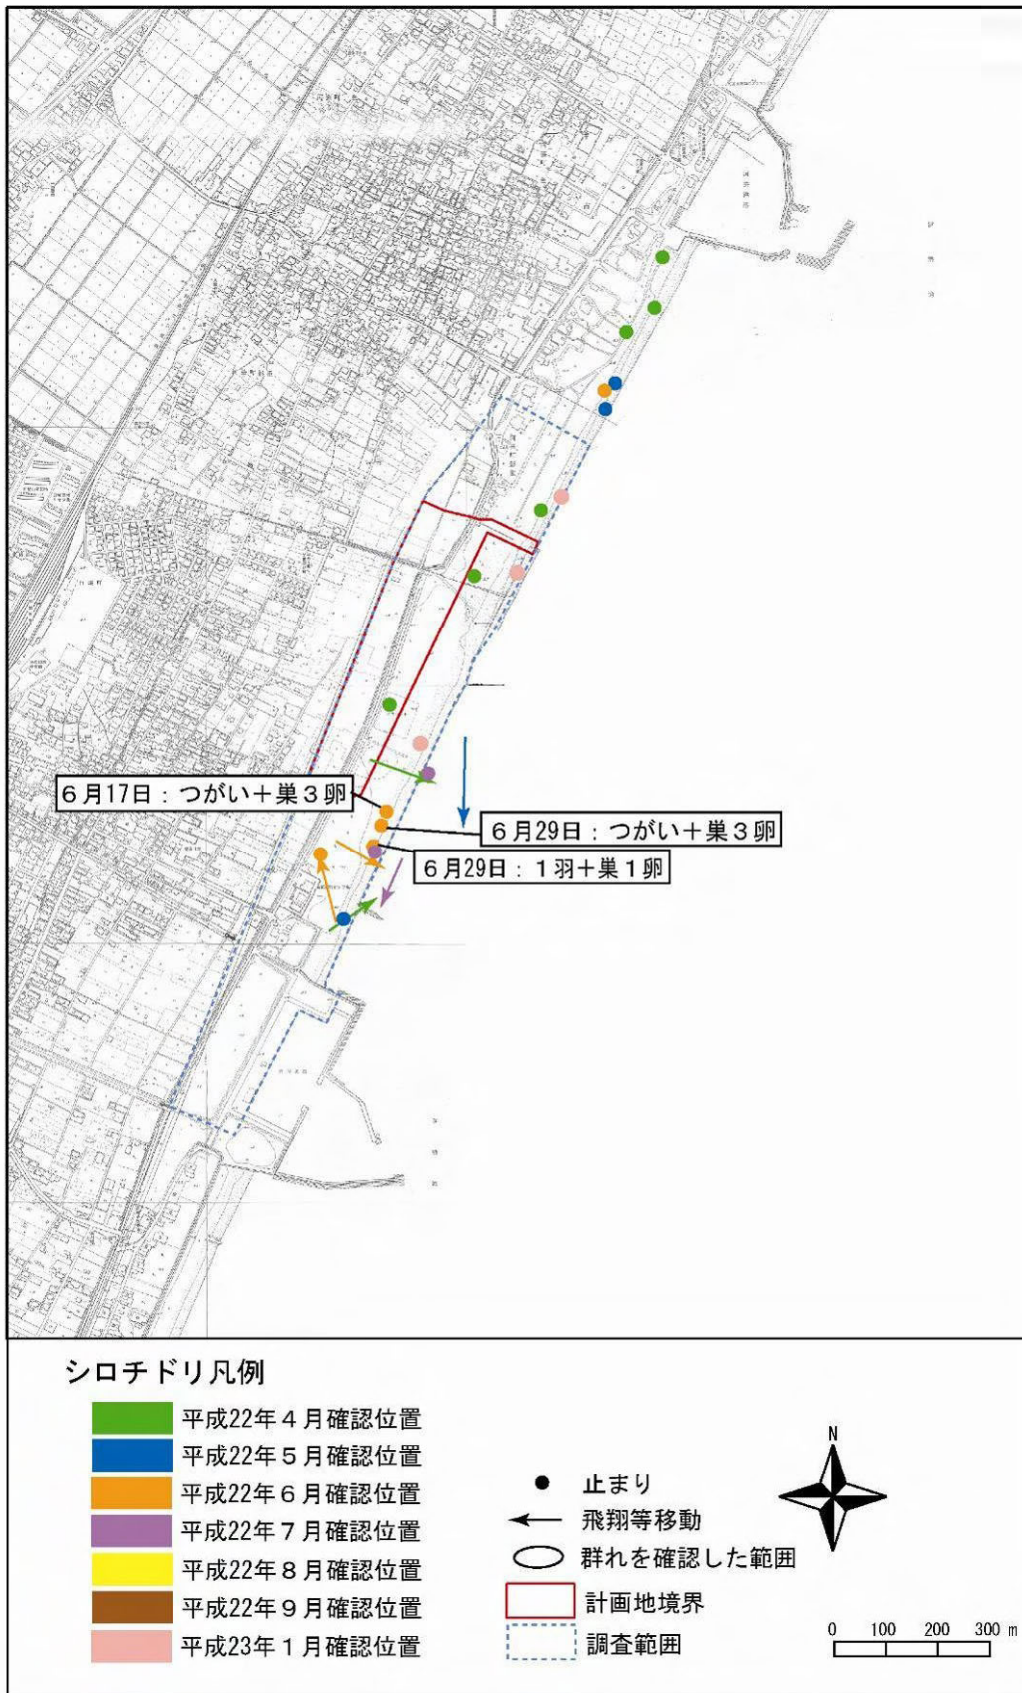 6月17日：つがい＋巣３卵
6月29日：つがい＋巣３卵
6月29日：１羽＋巣１卵
シロチドリ凡例
平成22年４月確認位置
平成22年５月確認位置
平成22年６月確認位置
平成22年７月確認位置
平成22年８月確認位置
平成22年９月確認位置
平成23年１月確認位置
止まり
飛翔等移動
群れを確認した範囲
計画地境界
調査範囲
N
0 100 200 300 m